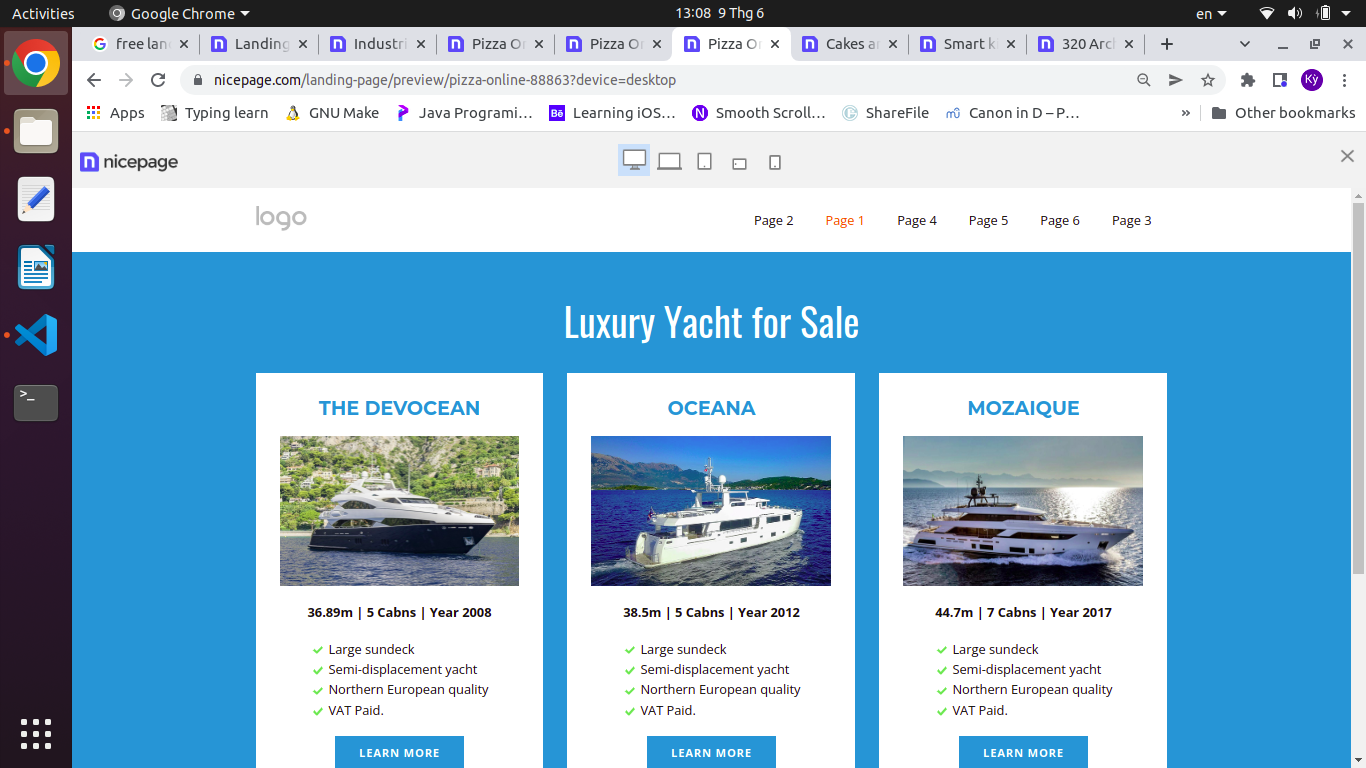 Activities
Google Chrome
13:08 9 Thg 6
en
free lan
Landing
Industri
Pizza O
Pizza O
Pizza O
Cakes a
Smart k
320 Arc
nicepage.com/landing-page/preview/pizza-online-88863?device=desktop
Kỳ
Apps
Typing learn
GNU Make
Java Programi...
Learning iOS...
Smooth Scroll...
ShareFile
Canon in D – P...
»
Other bookmarks
nicepage
logo
Page 2
Page 1
Page 4
Page 5
Page 6
Page 3
Luxury Yacht for Sale
THE DEVOCEAN
36.89m | 5 Cabns | Year 2008
Large sundeck
Semi-displacement yacht
Northern European quality
VAT Paid.
LEARN MORE
OCEANA
38.5m | 5 Cabns | Year 2012
Large sundeck
Semi-displacement yacht
Northern European quality
VAT Paid.
LEARN MORE
MOZAIQUE
44.7m | 7 Cabns | Year 2017
Large sundeck
Semi-displacement yacht
Northern European quality
VAT Paid.
LEARN MORE